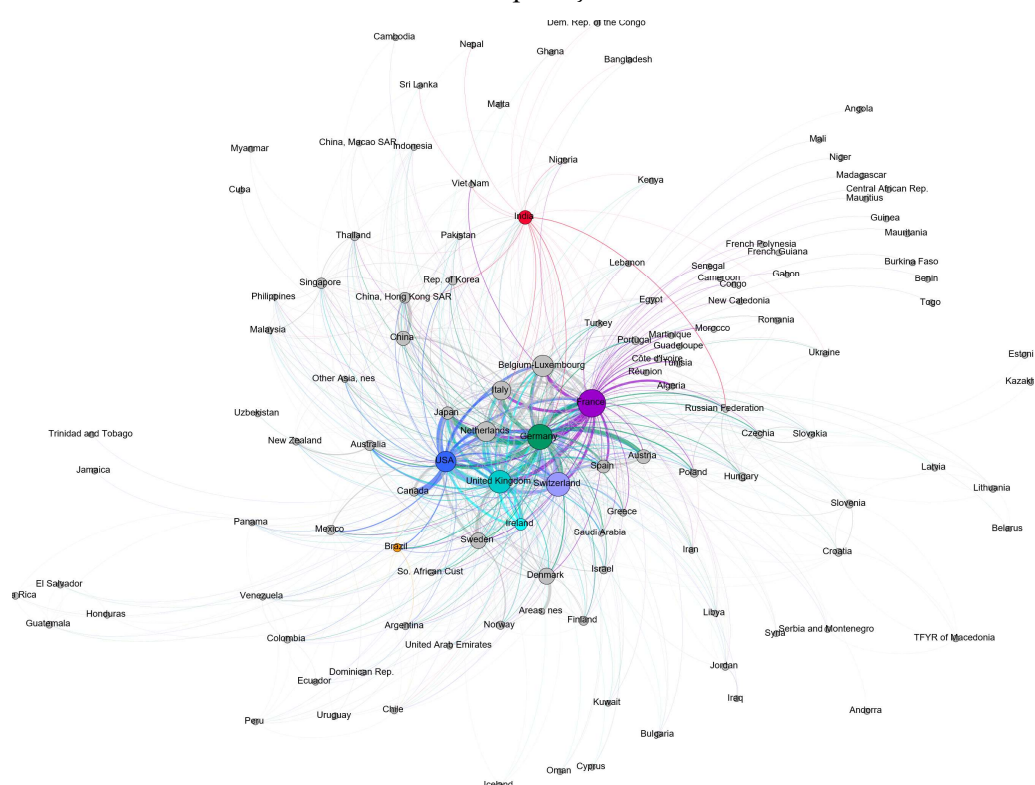 Dem. Rep. of the Congo
Cambodia
Nepal
Ghana
Bangladesh
Sri Lanka
Malta
Angola
China, Macao SAR
Indonesia
Mali
Myanmar
Nigeria
Niger
Madagascar
Kenya
Viet Nam
Central African Rep.
Cuba
Mauritius
India
Guinea
Mauritania
Thailand
Pakistan
French Polynesia
French Guiana
Lebanon
Senegal
Burkina Faso
Singapore
Rep. of Korea
Cameroon
Gabon
Benin
Congo
Philippines
China, Hong Kong SAR
Egypt
New Caledonia
Togo
Malaysia
China
Turkey
Martinique
Morocco
Romania
Portugal
Guadeloupe
Ukraine
Côte d'Ivoire
Tunisia
Belgium-Luxembourg
Réunion
Other Asia, nes
Italy
Algeria
France
Russian Federation
Uzbekistan
Japan
Trinidad and Tobago
Netherlands
Germany
Czechia
Slovakia
New Zealand
Australia
USA
Spain
Austria
Jamaica
Canada
United Kingdom
Switzerland
Poland
Hungary
Latvia
Lithuania
Slovenia
Panama
Mexico
Ireland
Greece
Saudi Arabia
Belarus
Brazil
Sweden
Iran
Croatia
So. African Cust
Denmark
Israel
El Salvador
s Rica
Venezuela
Honduras
Guatemala
Argentina
Norway
Areas, nes
Finland
Libya
Colombia
United Arab Emirates
Syria
Serbia and Montenegro
TFYR of Macedonia
Dominican Rep.
Ecuador
Jordan
Peru
Uruguay
Chile
Kuwait
Iraq
Andorra
Bulgaria
Oman
Cyprus
Iceland